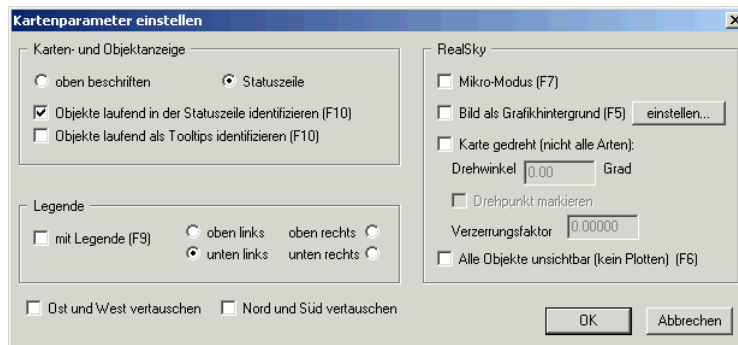 Kartenparameter einstellen
Karten- und Objektanzeige
oben beschriften Statuszeile
Objekte laufend in der Statuszeile identifizieren (F10)
Objekte laufend als Tooltips identifizieren (F10)
Legende
mit Legende (F9)
oben links oben rechts
unten links unten rechts
Ost und West vertauschen Nord und Süd vertauschen
RealSky
Mikro-Modus (F7)
Bild als Grafikhintergrund (F5) einstellen...
Karte gedreht (nicht alle Arten):
Drehwinkel 0.00 Grad
Drehpunkt markieren
Verzerrungsfaktor 0.00000
Alle Objekte unsichtbar (kein Plotten) (F6)
OK Abbrechen